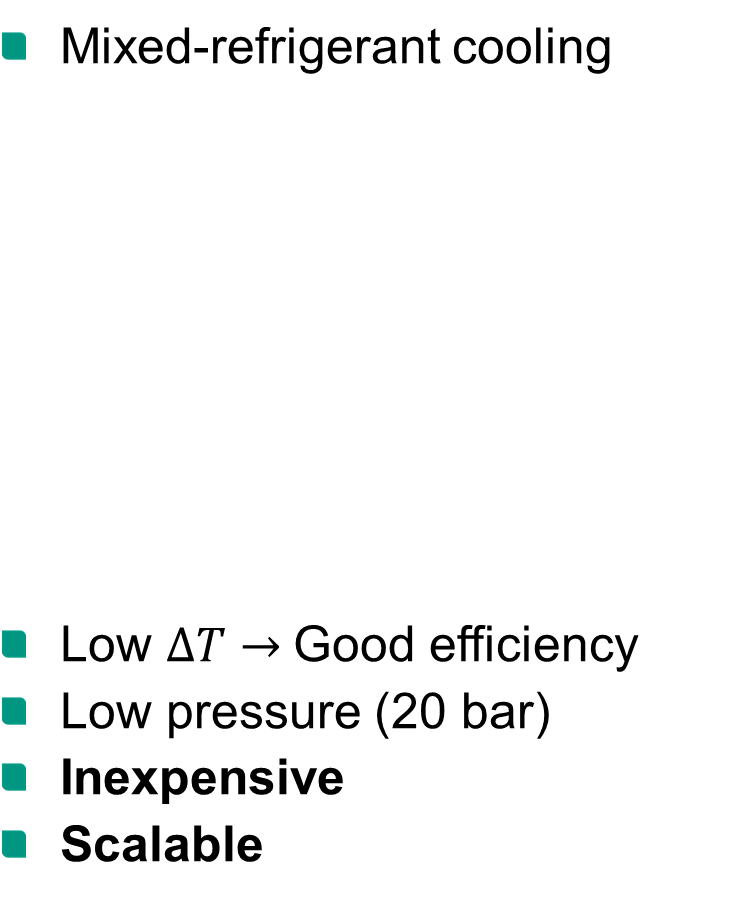 Mixed-refrigerant cooling
Low Δ𝑇 → Good efficiency
Low pressure (20 bar)
Inexpensive
Scalable